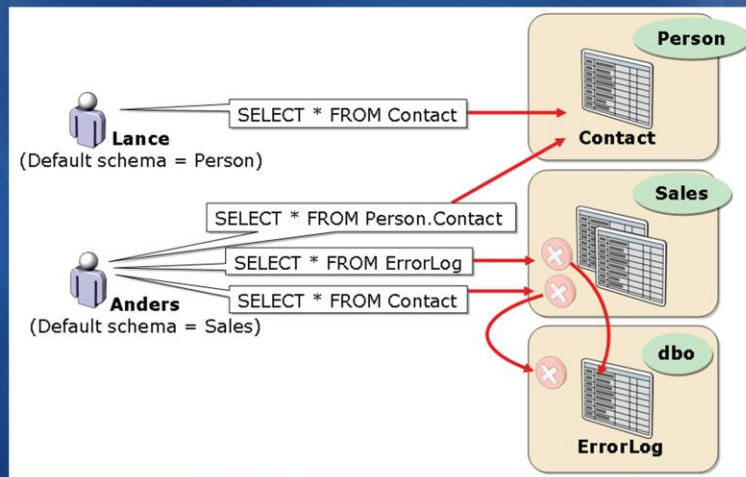 Person
SELECT * FROM Contact
Lance
(Default schema = Person)
Contact
Sales
SELECT * FROM Person.Contact
SELECT * FROM ErrorLog
SELECT * FROM Contact
Anders
(Default schema = Sales)
dbo
ErrorLog